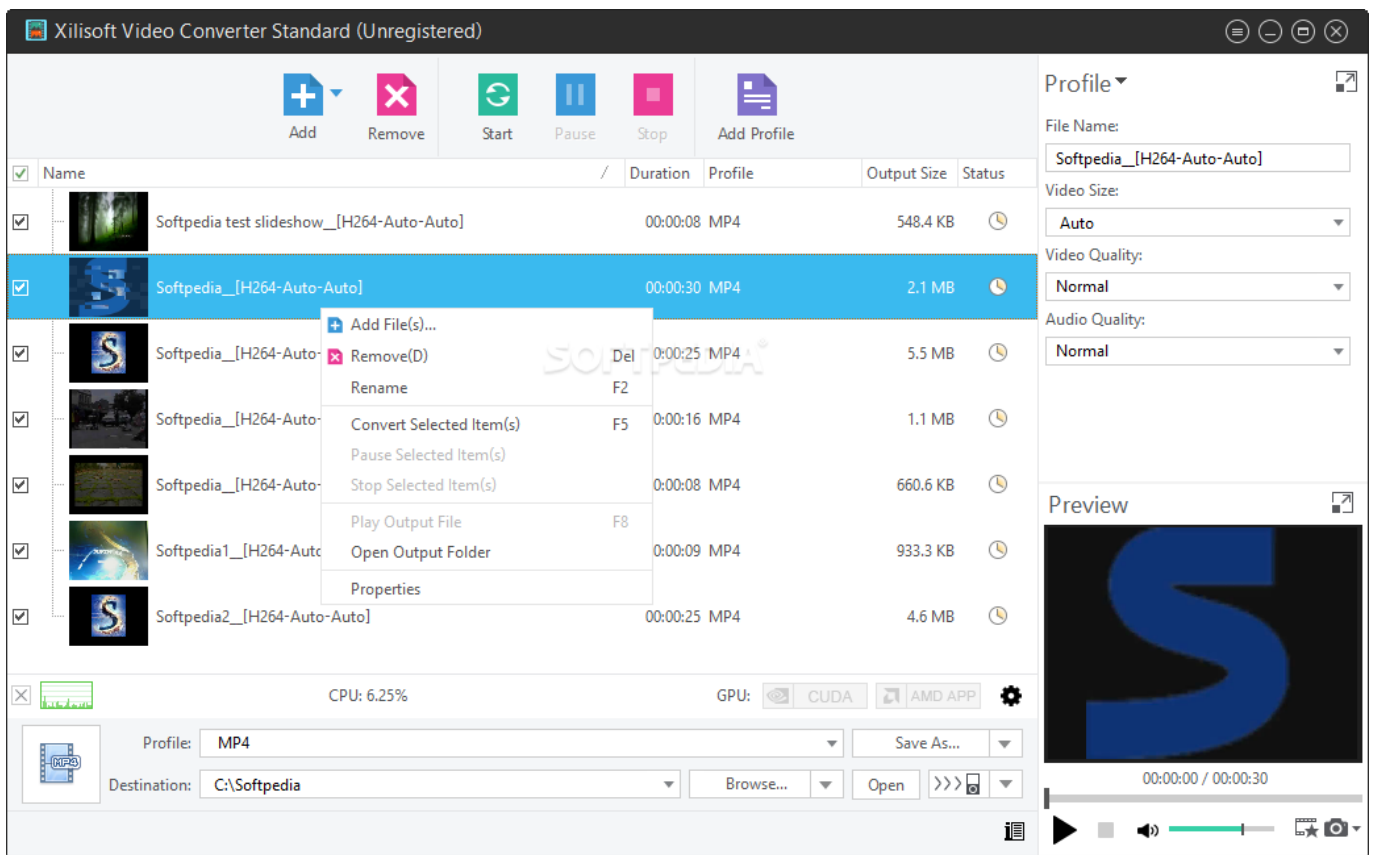 Xilisoft Video Converter Standard (Unregistered)
Add
Remove
Start
Pause
Stop
Add Profile
Name / Duration Profile Output Size Status
Softpedia test slideshow__[H264-Auto-Auto] 00:00:08 MP4 548.4 KB
Softpedia__[H264-Auto-Auto] 00:00:30 MP4 2.1 MB
Softpedia__[H264-Auto- 0:00:25 MP4 5.5 MB
Softpedia__[H264-Auto- 0:00:16 MP4 1.1 MB
Softpedia__[H264-Auto- 0:00:08 MP4 660.6 KB
Softpedia1__[H264-Auto 0:00:09 MP4 933.3 KB
Softpedia2__[H264-Auto-Auto] 00:00:25 MP4 4.6 MB
Add File(s)...
Remove(D) Del
Rename F2
Convert Selected Item(s) F5
Pause Selected Item(s)
Stop Selected Item(s)
Play Output File F8
Open Output Folder
Properties
SOFTPEDIA®
CPU: 6.25% GPU: CUDA AMD APP
MP4
Profile: MP4 Save As...
Destination: C:\Softpedia Browse... Open >>>
Profile
File Name:
Softpedia__[H264-Auto-Auto]
Video Size:
Auto
Video Quality:
Normal
Audio Quality:
Normal
Preview
00:00:00 / 00:00:30